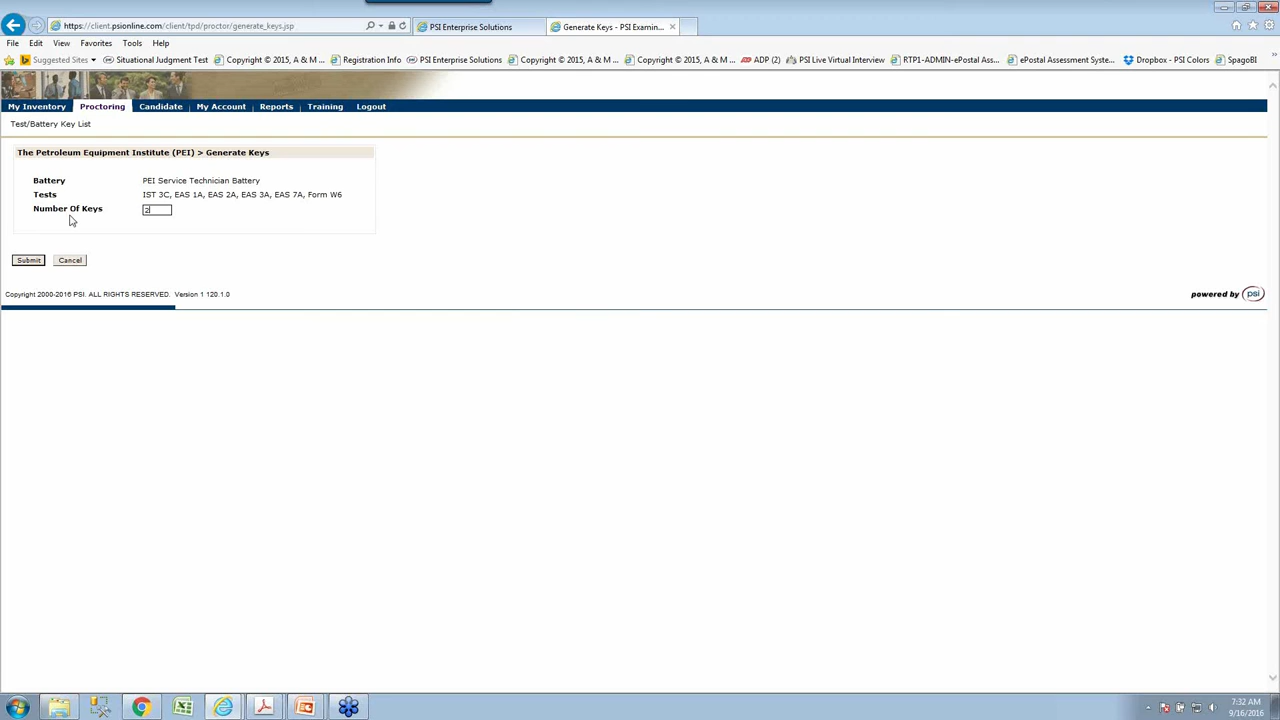 https://client.psionline.com/client/tpd/proctor/generate_keys.jsp
PSI Enterprise Solutions
Generate Keys - PSI Examin...
File Edit View Favorites Tools Help
Suggested Sites Situational Judgment Test Copyright © 2015, A & M ... Registration Info PSI Enterprise Solutions Copyright © 2015, A & M ... Copyright © 2015, A & M ... ADP (2) PSI Live Virtual Interview RTP1-ADMIN-ePostal Ass... ePostal Assessment Syste... Dropbox - PSI Colors SpagoBI
My Inventory Proctoring Candidate My Account Reports Training Logout
Test/Battery Key List
The Petroleum Equipment Institute (PEI) > Generate Keys
Battery PEI Service Technician Battery
Tests IST 3C, EAS 1A, EAS 2A, EAS 3A, EAS 7A, Form W6
Number Of Keys 2
Submit Cancel
Copyright 2000-2016 PSI. ALL RIGHTS RESERVED. Version 1 120.1.0
powered by psi
7:32 AM
9/16/2016